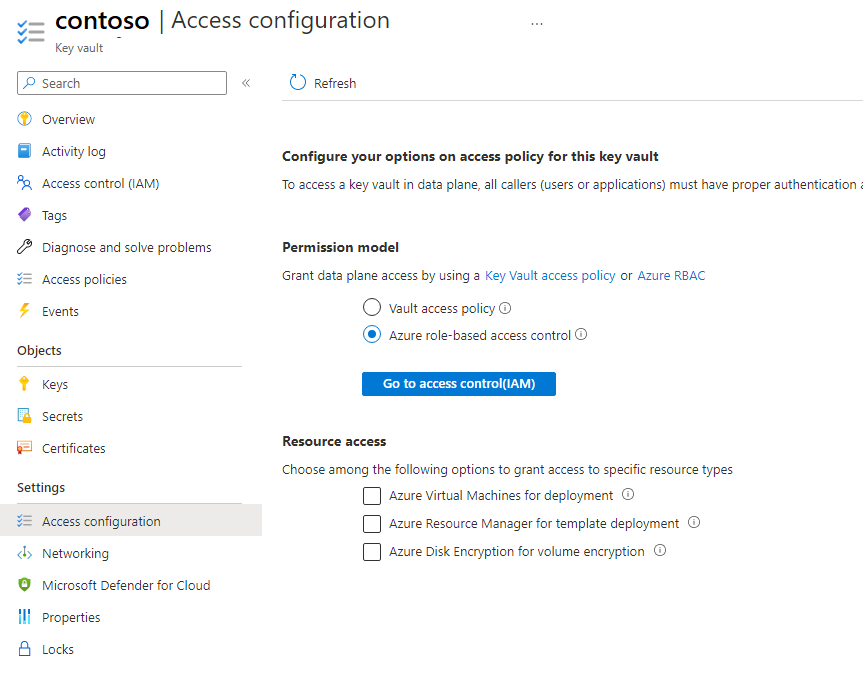 contoso | Access configuration
...
Key vault
Search
«
Refresh
Overview
Activity log
Access control (IAM)
Tags
Diagnose and solve problems
Access policies
Events
Objects
Keys
Secrets
Certificates
Settings
Access configuration
Networking
Microsoft Defender for Cloud
Properties
Locks
Configure your options on access policy for this key vault
To access a key vault in data plane, all callers (users or applications) must have proper authentication a
Permission model
Grant data plane access by using a Key Vault access policy or Azure RBAC
Vault access policy
Azure role-based access control
Go to access control(IAM)
Resource access
Choose among the following options to grant access to specific resource types
Azure Virtual Machines for deployment
Azure Resource Manager for template deployment
Azure Disk Encryption for volume encryption